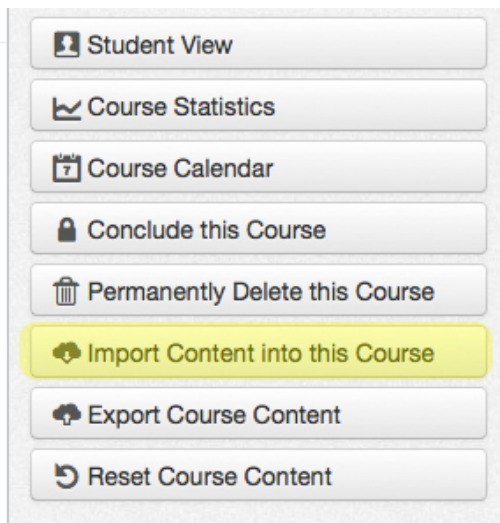 Student View
Course Statistics
7
Course Calendar
Conclude this Course
Permanently Delete this Course
Import Content into this Course
Export Course Content
Reset Course Content